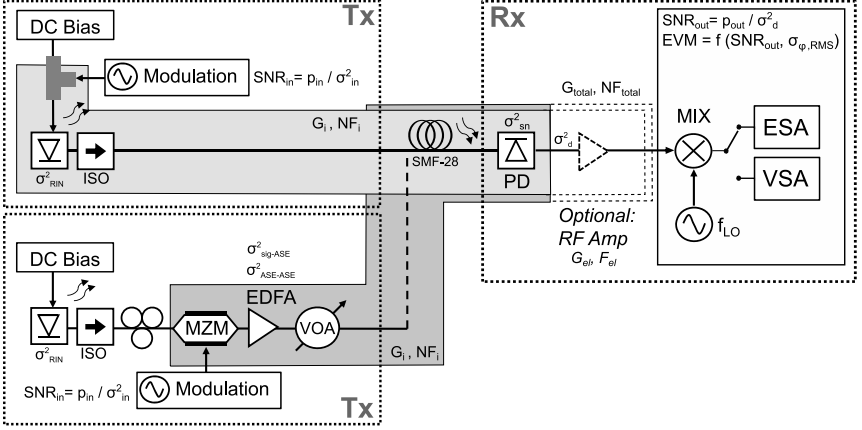 Tx
DC Bias
Modulation
SNRin= pin / σ²in
Gi , NFi
σ²RIN
ISO
SMF-28
σ²sn
PD
σ²d
Rx
Gtotal, NFtotal
Optional:
RF Amp
Gel, Fel
SNRout= pout / σ²d
EVM = f (SNRout, σφ,RMS)
MIX
ESA
VSA
fLO
DC Bias
σ²sig-ASE
σ²ASE-ASE
EDFA
MZM
VOA
σ²RIN
ISO
Gi , NFi
SNRin= pin / σ²in
Modulation
Tx